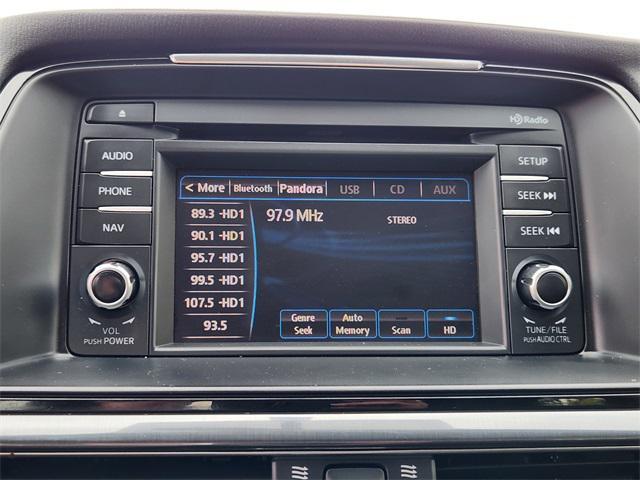 HD Radio
AUDIO
SETUP
< More Bluetooth Pandora USB CD AUX
PHONE
SEEK
89.3 -HD1
97.9 MHz
STEREO
90.1 -HD1
NAV
SEEK
95.7 -HD1
99.5 -HD1
107.5 -HD1
93.5
Genre Seek
Auto Memory
Scan
HD
VOL
PUSH POWER
TUNE/FILE
PUSH AUDIO CTRL